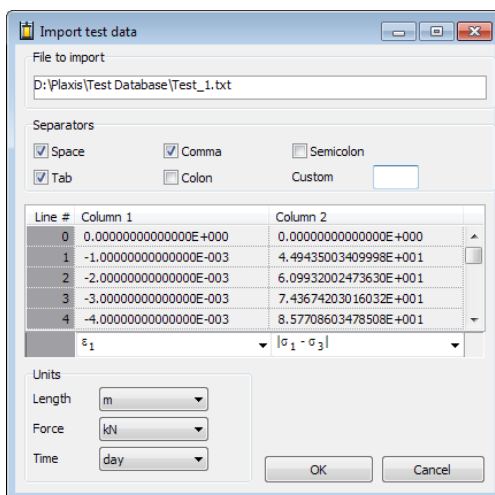 Import test data
File to import
D:\Plaxis\Test Database\Test_1.txt
Separators
Space Comma Semicolon
Tab Colon Custom
Line # Column 1 Column 2
0 0.00000000000000E+000 0.00000000000000E+000
1 -1.00000000000000E-003 4.49435003409998E+001
2 -2.00000000000000E-003 6.09932002473630E+001
3 -3.00000000000000E-003 7.43674203016032E+001
4 -4.00000000000000E-003 8.57708603478508E+001
ε1 |σ1 - σ3|
Units
Length m
Force kN
Time day
OK Cancel